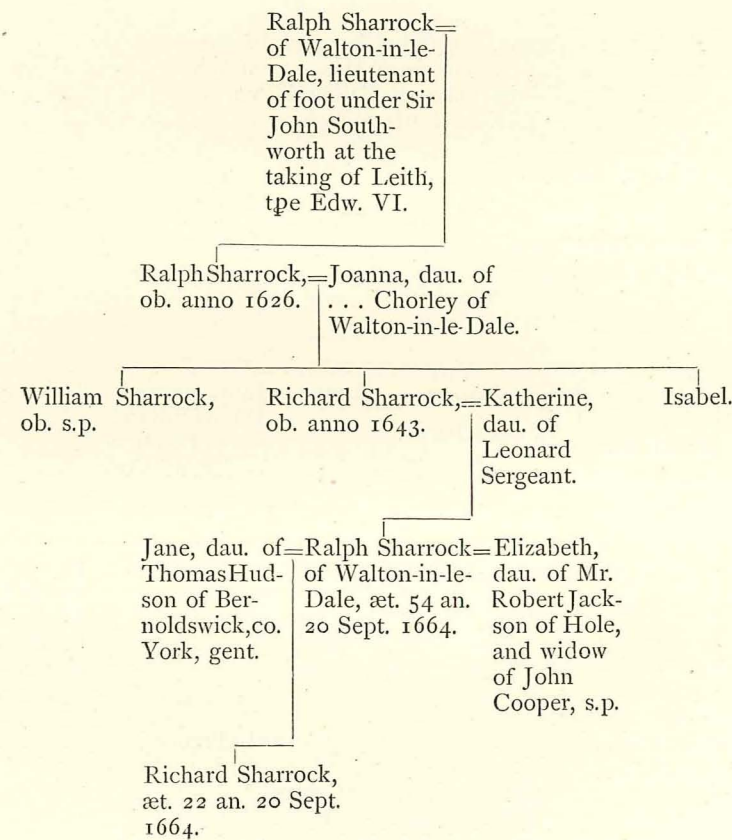 Ralph Sharrock=
of Walton-in-le-
Dale, lieutenant
of foot under Sir
John South-
worth at the
taking of Leith,
tpe Edw. VI.
Ralph Sharrock,=
ob. anno 1626.
Joanna, dau. of
. . . Chorley of
Walton-in-le-Dale.
William Sharrock,
ob. s.p.
Richard Sharrock,=
ob. anno 1643.
Katherine,
dau. of
Leonard
Sergeant.
Isabel.
Jane, dau. of=
Thomas Hud-
son of Ber-
noldswick, co.
York, gent.
Ralph Sharrock=
of Walton-in-le-
Dale, æt. 54 an.
20 Sept. 1664.
Elizabeth,
dau. of Mr.
Robert Jack-
son of Hole,
and widow
of John
Cooper, s.p.
Richard Sharrock,
æt. 22 an. 20 Sept.
1664.